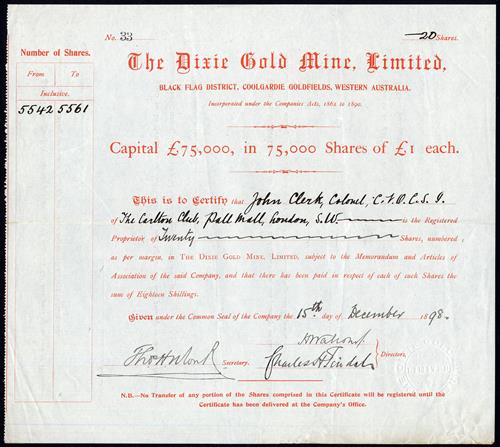 No. 33
20 Shares.
Number of Shares.
From To
Inclusive.
5542 5561
The Dixie Gold Mine, Limited,
BLACK FLAG DISTRICT, COOLGARDIE GOLDFIELDS, WESTERN AUSTRALIA.
Incorporated under the Companies Acts, 1862 to 1890.
Capital £75,000, in 75,000 Shares of £1 each.
This is to Certify that John Clerk, Colonel, C.V.O. C.S.I.
of The Carlton Club, Pall Mall, London, S.W. is the Registered
Proprietor of Twenty Shares, numbered
as per margin, in THE DIXIE GOLD MINE, LIMITED, subject to the Memorandum and Articles of
Association of the said Company, and that there has been paid in respect of each of such Shares the
sum of Eighteen Shillings.
Given under the Common Seal of the Company the 15th day of December 1898.
Secretary.
Charles H Tindal
Directors.
N.B.—No Transfer of any portion of the Shares comprised in this Certificate will be registered until the
Certificate has been delivered at the Company's Office.